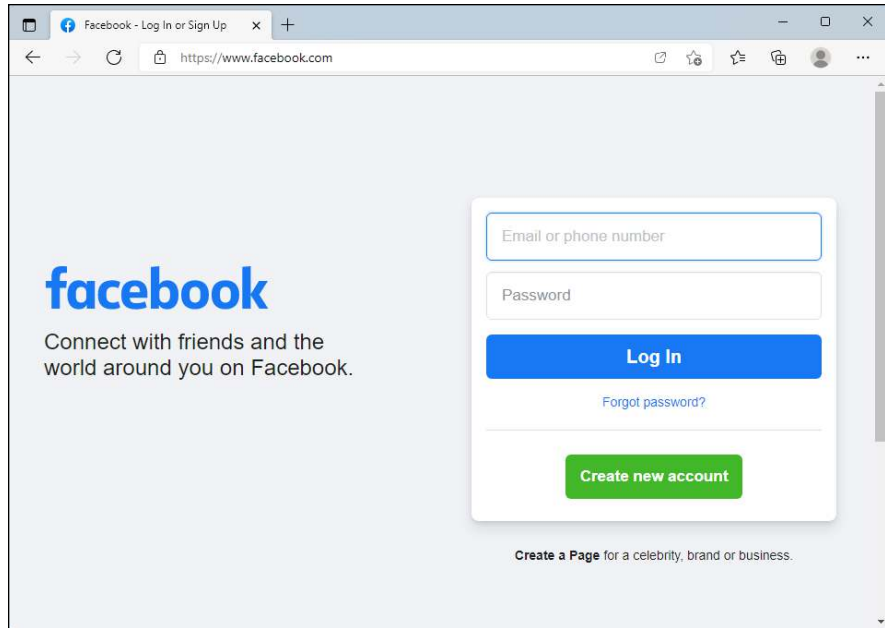 Facebook - Log In or Sign Up
https://www.facebook.com
facebook
Connect with friends and the
world around you on Facebook.
Email or phone number
Password
Log In
Forgot password?
Create new account
Create a Page for a celebrity, brand or business.